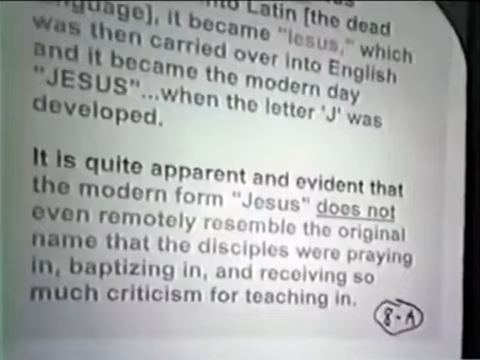 into Latin [the dead
language], it became "Iesus," which
was then carried over into English
and it became the modern day
"JESUS"...when the letter 'J' was
developed.
It is quite apparent and evident that
the modern form "Jesus" does not
even remotely resemble the original
name that the disciples were praying
in, baptizing in, and receiving so
much criticism for teaching in.
8-A